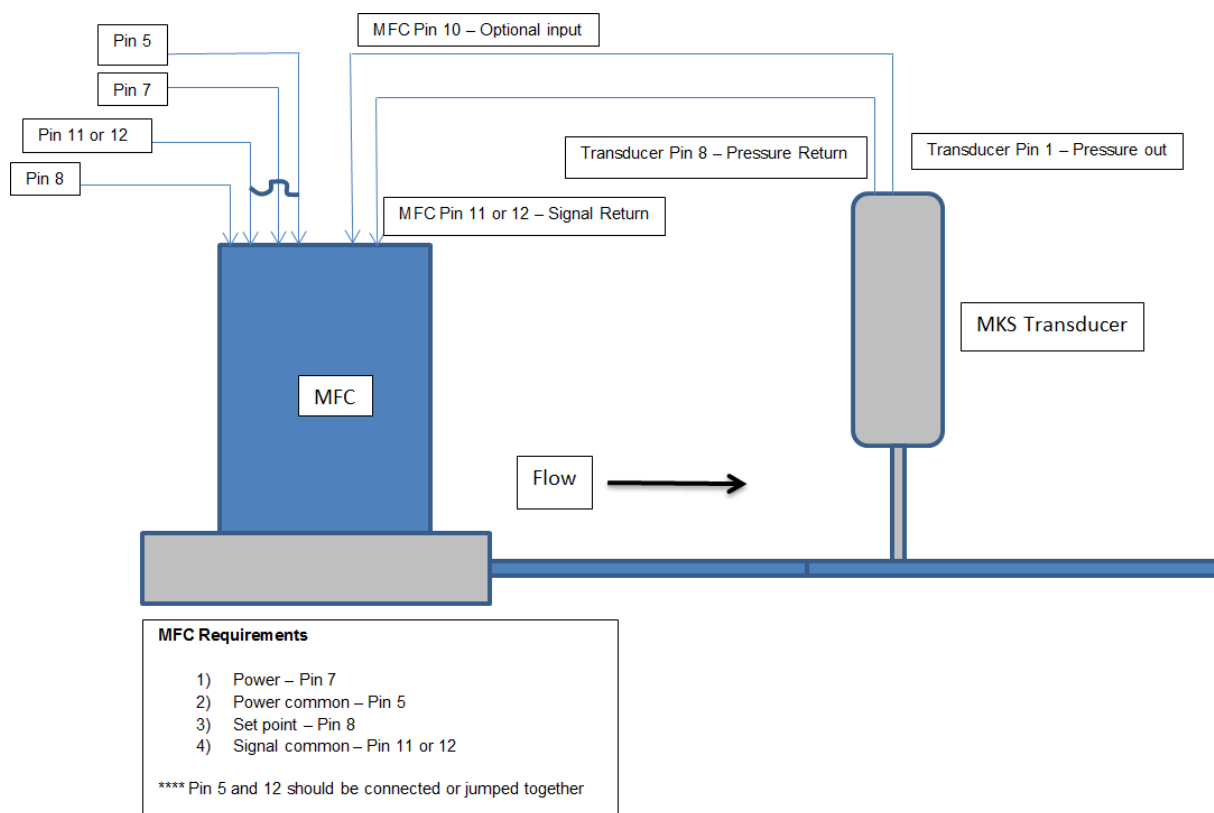 MFC Pin 10 – Optional input
Pin 5
Pin 7
Pin 11 or 12
Transducer Pin 8 – Pressure Return
Transducer Pin 1 – Pressure out
Pin 8
MFC Pin 11 or 12 – Signal Return
MKS Transducer
MFC
Flow
MFC Requirements
1) Power – Pin 7
2) Power common – Pin 5
3) Set point – Pin 8
4) Signal common – Pin 11 or 12
**** Pin 5 and 12 should be connected or jumped together